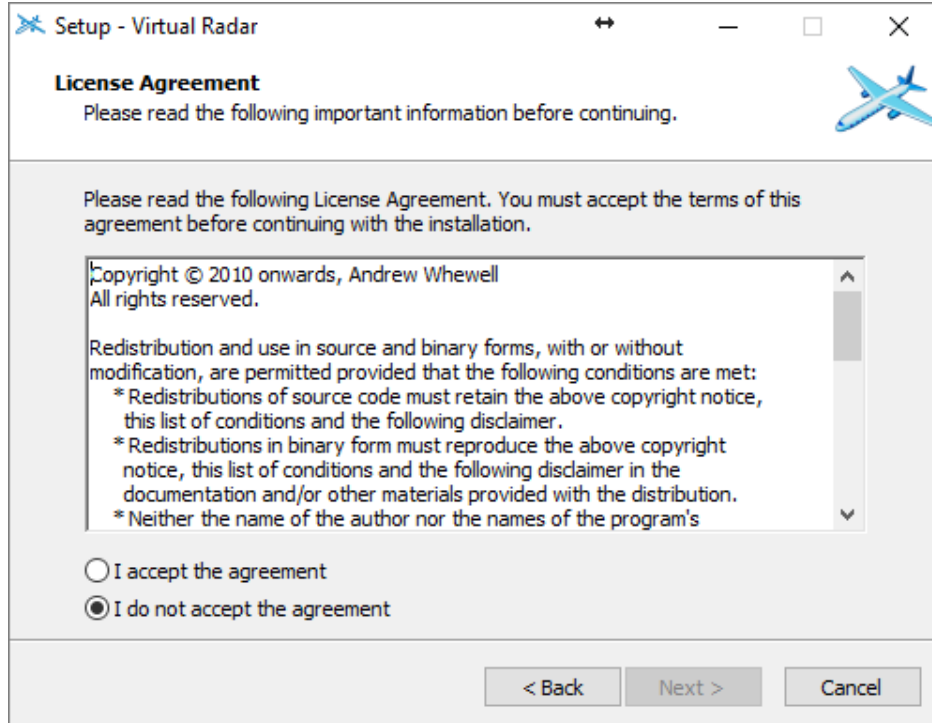 Setup - Virtual Radar
License Agreement
Please read the following important information before continuing.
Please read the following License Agreement. You must accept the terms of this
agreement before continuing with the installation.
Copyright © 2010 onwards, Andrew Whewell
All rights reserved.
Redistribution and use in source and binary forms, with or without
modification, are permitted provided that the following conditions are met:
* Redistributions of source code must retain the above copyright notice,
this list of conditions and the following disclaimer.
* Redistributions in binary form must reproduce the above copyright
notice, this list of conditions and the following disclaimer in the
documentation and/or other materials provided with the distribution.
* Neither the name of the author nor the names of the program's
I accept the agreement
I do not accept the agreement
< Back Next > Cancel